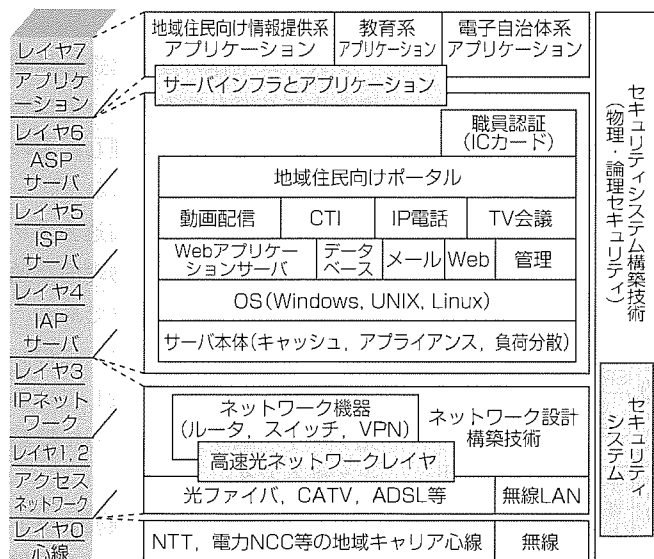 レイヤ7
アプリケ
ーション
レイヤ6
ASP
サーバ
レイヤ5
ISP
サーバ
レイヤ4
IAP
サーバ
レイヤ3
IPネット
ワーク
レイヤ1, 2
アクセス
ネットワーク
レイヤ0
心線
地域住民向け情報提供系
アプリケーション
教育系
アプリケーション
電子自治体系
アプリケーション
サーバインフラとアプリケーション
職員認証
(ICカード)
地域住民向けポータル
動画配信
CTI
IP電話
TV会議
Webアプリケー
ションサーバ
データ
ベース
メール
Web
管理
OS(Windows, UNIX, Linux)
サーバ本体(キャッシュ, アプライアンス, 負荷分散)
ネットワーク機器
(ルータ, スイッチ, VPN)
ネットワーク設計
構築技術
高速光ネットワークレイヤ
光ファイバ, CATV, ADSL等
無線LAN
NTT, 電力NCC等の地域キャリア心線
無線
セキュリティシステム構築技術
(物理・論理セキュリティ)
セキュリティ
システム